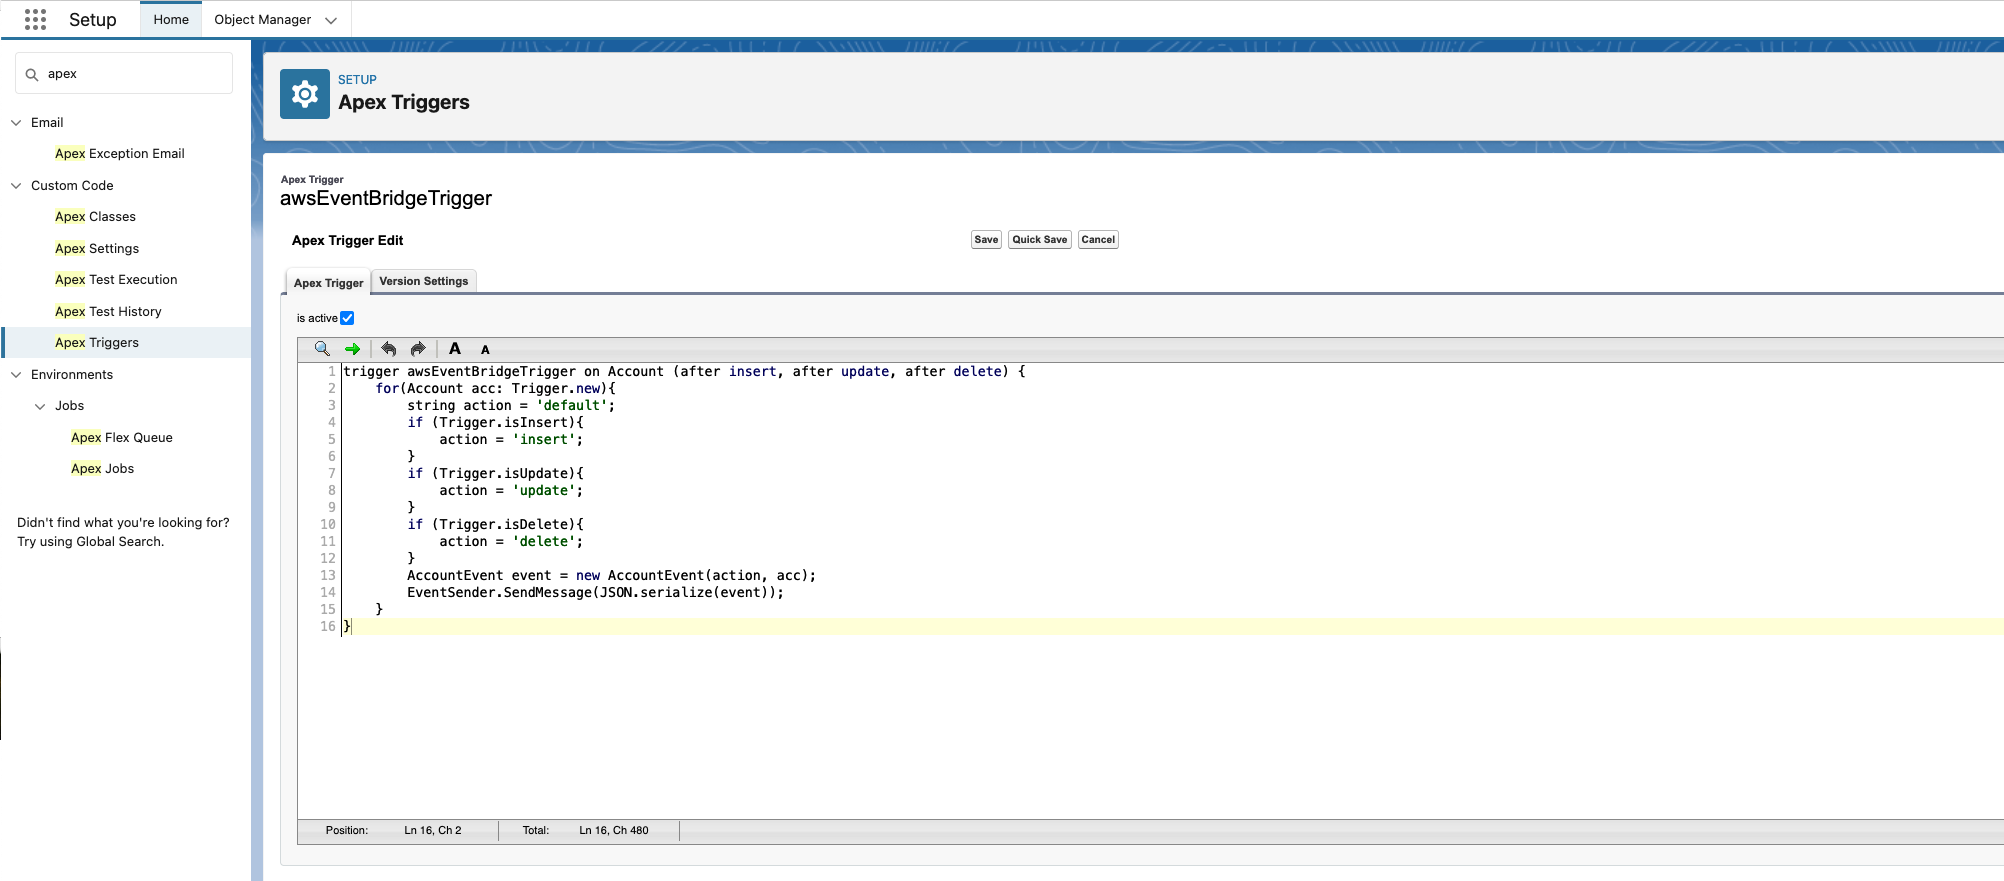 Setup
Home
Object Manager
apex
Email
Apex Exception Email
Custom Code
Apex Classes
Apex Settings
Apex Test Execution
Apex Test History
Apex Triggers
Environments
Jobs
Apex Flex Queue
Apex Jobs
Didn't find what you're looking for?
Try using Global Search.
SETUP
Apex Triggers
Apex Trigger
awsEventBridgeTrigger
Apex Trigger Edit
Save
Quick Save
Cancel
Apex Trigger
Version Settings
is active
A A
1 trigger awsEventBridgeTrigger on Account (after insert, after update, after delete) {
2     for(Account acc: Trigger.new){
3         string action = 'default';
4         if (Trigger.isInsert){
5             action = 'insert';
6         }
7         if (Trigger.isUpdate){
8             action = 'update';
9         }
10         if (Trigger.isDelete){
11             action = 'delete';
12         }
13         AccountEvent event = new AccountEvent(action, acc);
14         EventSender.SendMessage(JSON.serialize(event));
15     }
16 }
Position: Ln 16, Ch 2 Total: Ln 16, Ch 480